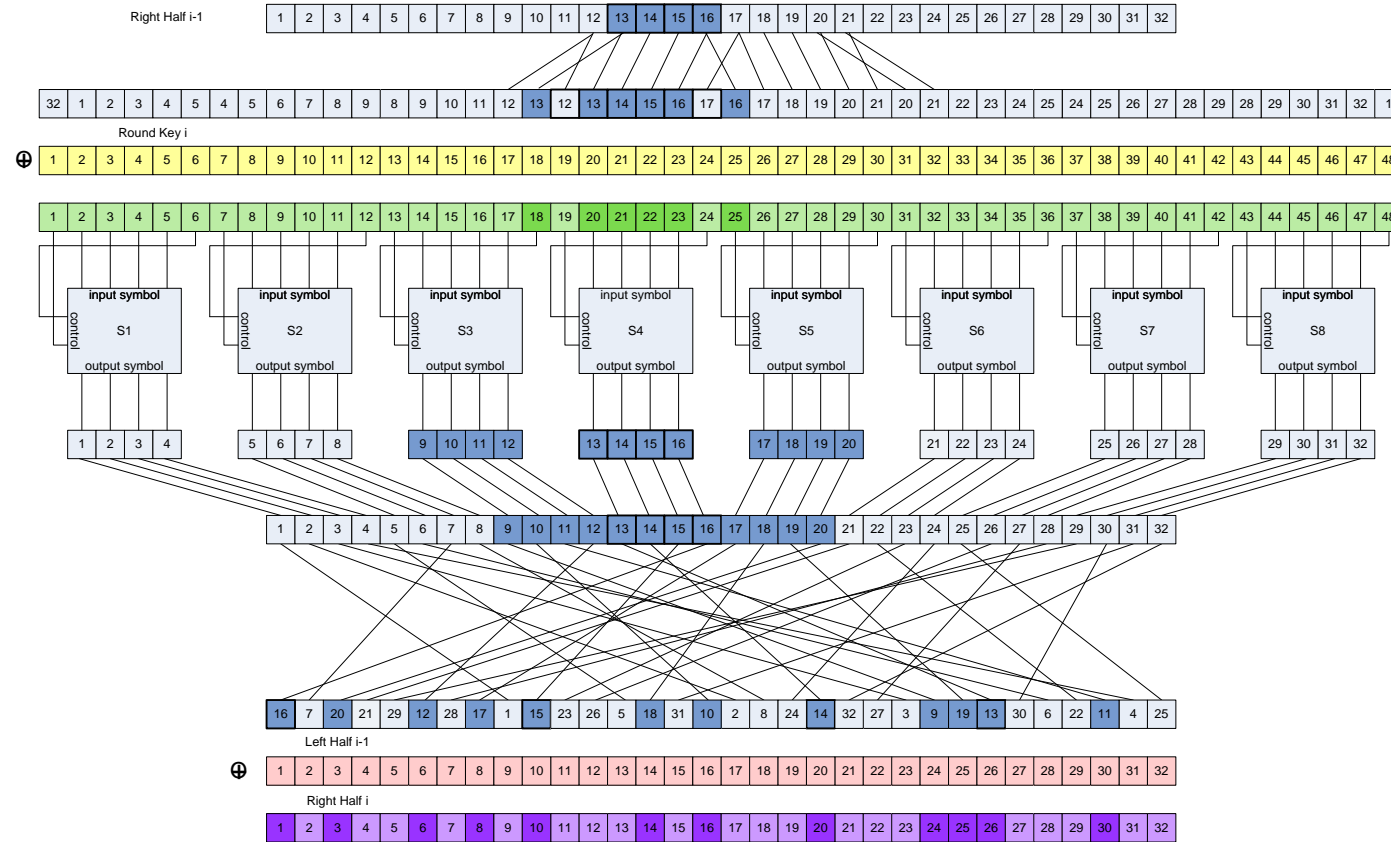 Right Half i-1
1 2 3 4 5 6 7 8 9 10 11 12 13 14 15 16 17 18 19 20 21 22 23 24 25 26 27 28 29 30 31 32
32 1 2 3 4 5 4 5 6 7 8 9 8 9 10 11 12 13 12 13 14 15 16 17 16 17 18 19 20 21 20 21 22 23 24 25 24 25 26 27 28 29 28 29 30 31 32 1
Round Key i
1 2 3 4 5 6 7 8 9 10 11 12 13 14 15 16 17 18 19 20 21 22 23 24 25 26 27 28 29 30 31 32 33 34 35 36 37 38 39 40 41 42 43 44 45 46 47 48
1 2 3 4 5 6 7 8 9 10 11 12 13 14 15 16 17 18 19 20 21 22 23 24 25 26 27 28 29 30 31 32 33 34 35 36 37 38 39 40 41 42 43 44 45 46 47 48
input symbol input symbol input symbol input symbol input symbol input symbol input symbol input symbol
control S1 control S2 control S3 control S4 control S5 control S6 control S7 control S8
output symbol output symbol output symbol output symbol output symbol output symbol output symbol output symbol
1 2 3 4 5 6 7 8 9 10 11 12 13 14 15 16 17 18 19 20 21 22 23 24 25 26 27 28 29 30 31 32
1 2 3 4 5 6 7 8 9 10 11 12 13 14 15 16 17 18 19 20 21 22 23 24 25 26 27 28 29 30 31 32
16 7 20 21 29 12 28 17 1 15 23 26 5 18 31 10 2 8 24 14 32 27 3 9 19 13 30 6 22 11 4 25
Left Half i-1
1 2 3 4 5 6 7 8 9 10 11 12 13 14 15 16 17 18 19 20 21 22 23 24 25 26 27 28 29 30 31 32
Right Half i
1 2 3 4 5 6 7 8 9 10 11 12 13 14 15 16 17 18 19 20 21 22 23 24 25 26 27 28 29 30 31 32